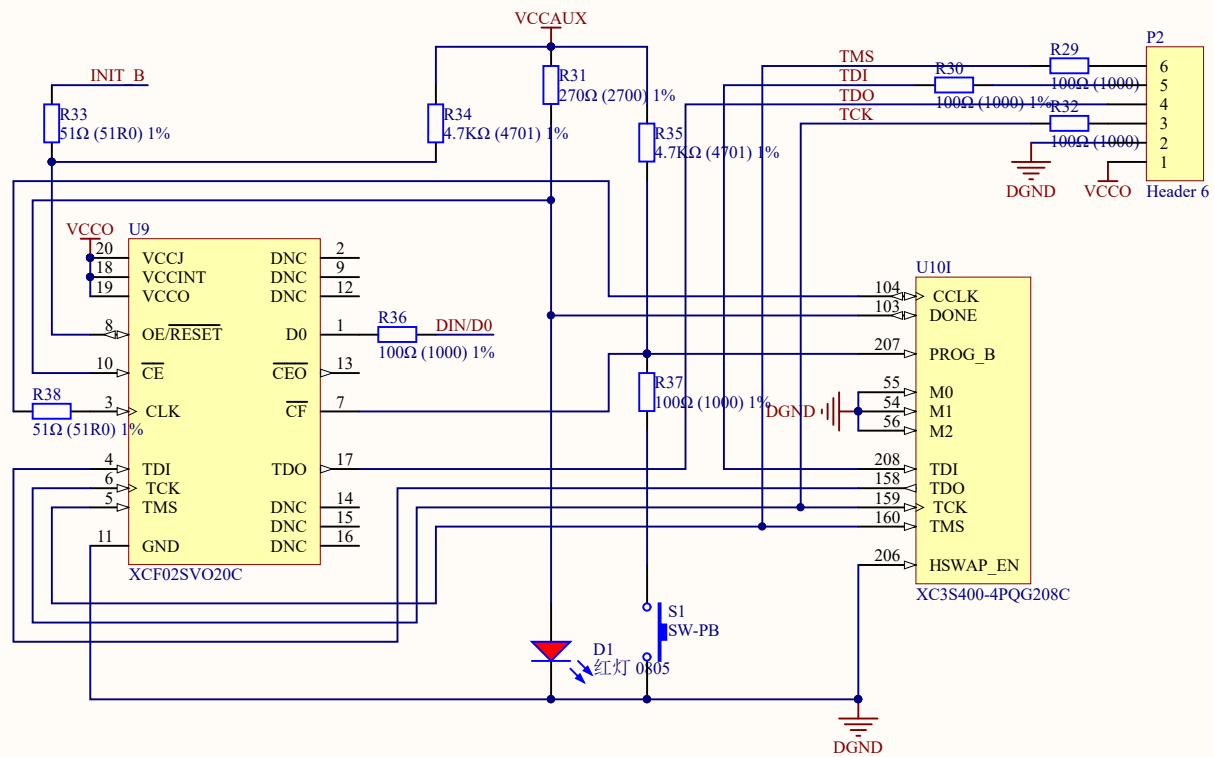 VCCAUX
P2
TMS
R29
6
INIT_B
R31
TDI
R30
100Ω (1000)
5
270Ω (2700) 1%
TDO
100Ω (1000) 1%
R32
4
R33
R34
TCK
3
51Ω (51R0) 1%
4.7KΩ (4701) 1%
R35
100Ω (1000)
2
4.7KΩ (4701) 1%
1
DGND
VCCO
Header 6
VCCO
U9
20
VCCJ
DNC
2
18
VCCINT
DNC
9
U10I
19
VCCO
DNC
12
104
CCLK
103
DONE
8
OE/RESET
D0
1
R36
DIN/D0
100Ω (1000) 1%
207
PROG_B
10
CE
CEO
13
R37
55
M0
R38
3
CLK
CF
7
100Ω (1000) 1%
DGND
54
M1
51Ω (51R0) 1%
56
M2
4
TDI
TDO
17
208
TDI
6
TCK
158
TDO
5
TMS
DNC
14
159
TCK
DNC
15
160
TMS
11
GND
DNC
16
206
HSWAP_EN
XCF02SVO20C
XC3S400-4PQG208C
S1
SW-PB
D1
红灯 0805
DGND